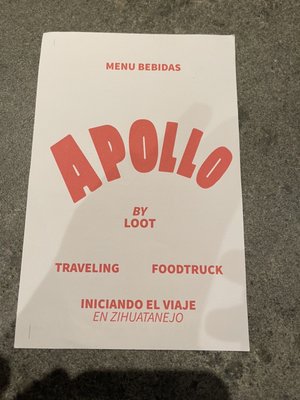 MENU BEBIDAS
APOLLO
BY
LOOT
TRAVELING FOODTRUCK
INICIANDO EL VIAJE
EN ZIHUATANEJO